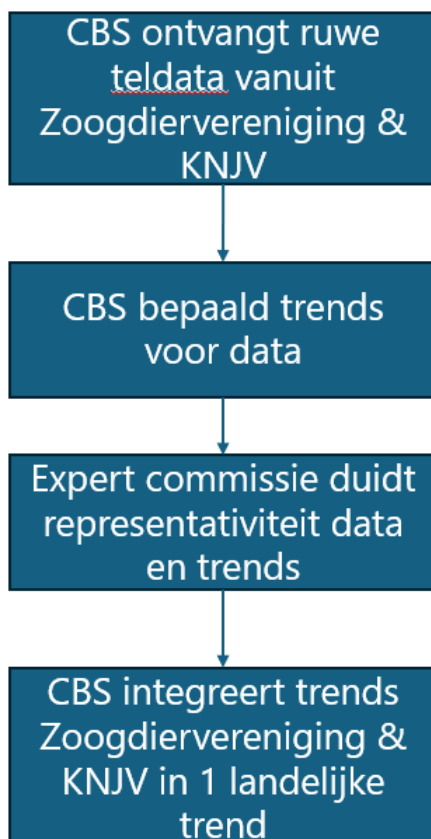 CBS ontvangt ruwe
teldata vanuit
Zoogdiervereniging &
KNJV
CBS bepaald trends
voor data
Expert commissie duidt
representativiteit data
en trends
CBS integreert trends
Zoogdiervereniging &
KNJV in 1 landelijke
trend